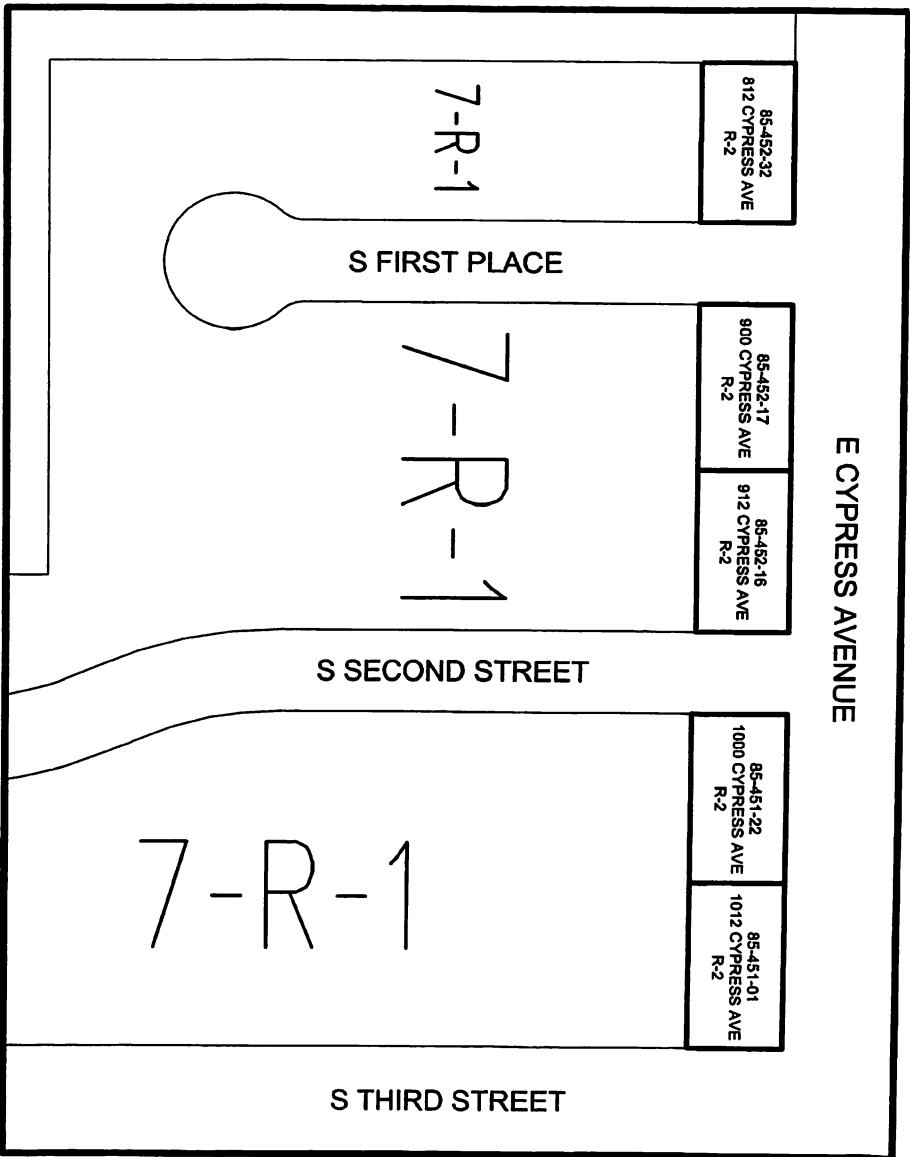 85-452-32
812 CYPRESS AVE
R-2
7-R-1
S FIRST PLACE
85-452-17
900 CYPRESS AVE
R-2
85-452-16
912 CYPRESS AVE
R-2
7-R-1
E CYPRESS AVENUE
S SECOND STREET
85-451-22
1000 CYPRESS AVE
R-2
85-451-01
1012 CYPRESS AVE
R-2
7-R-1
S THIRD STREET